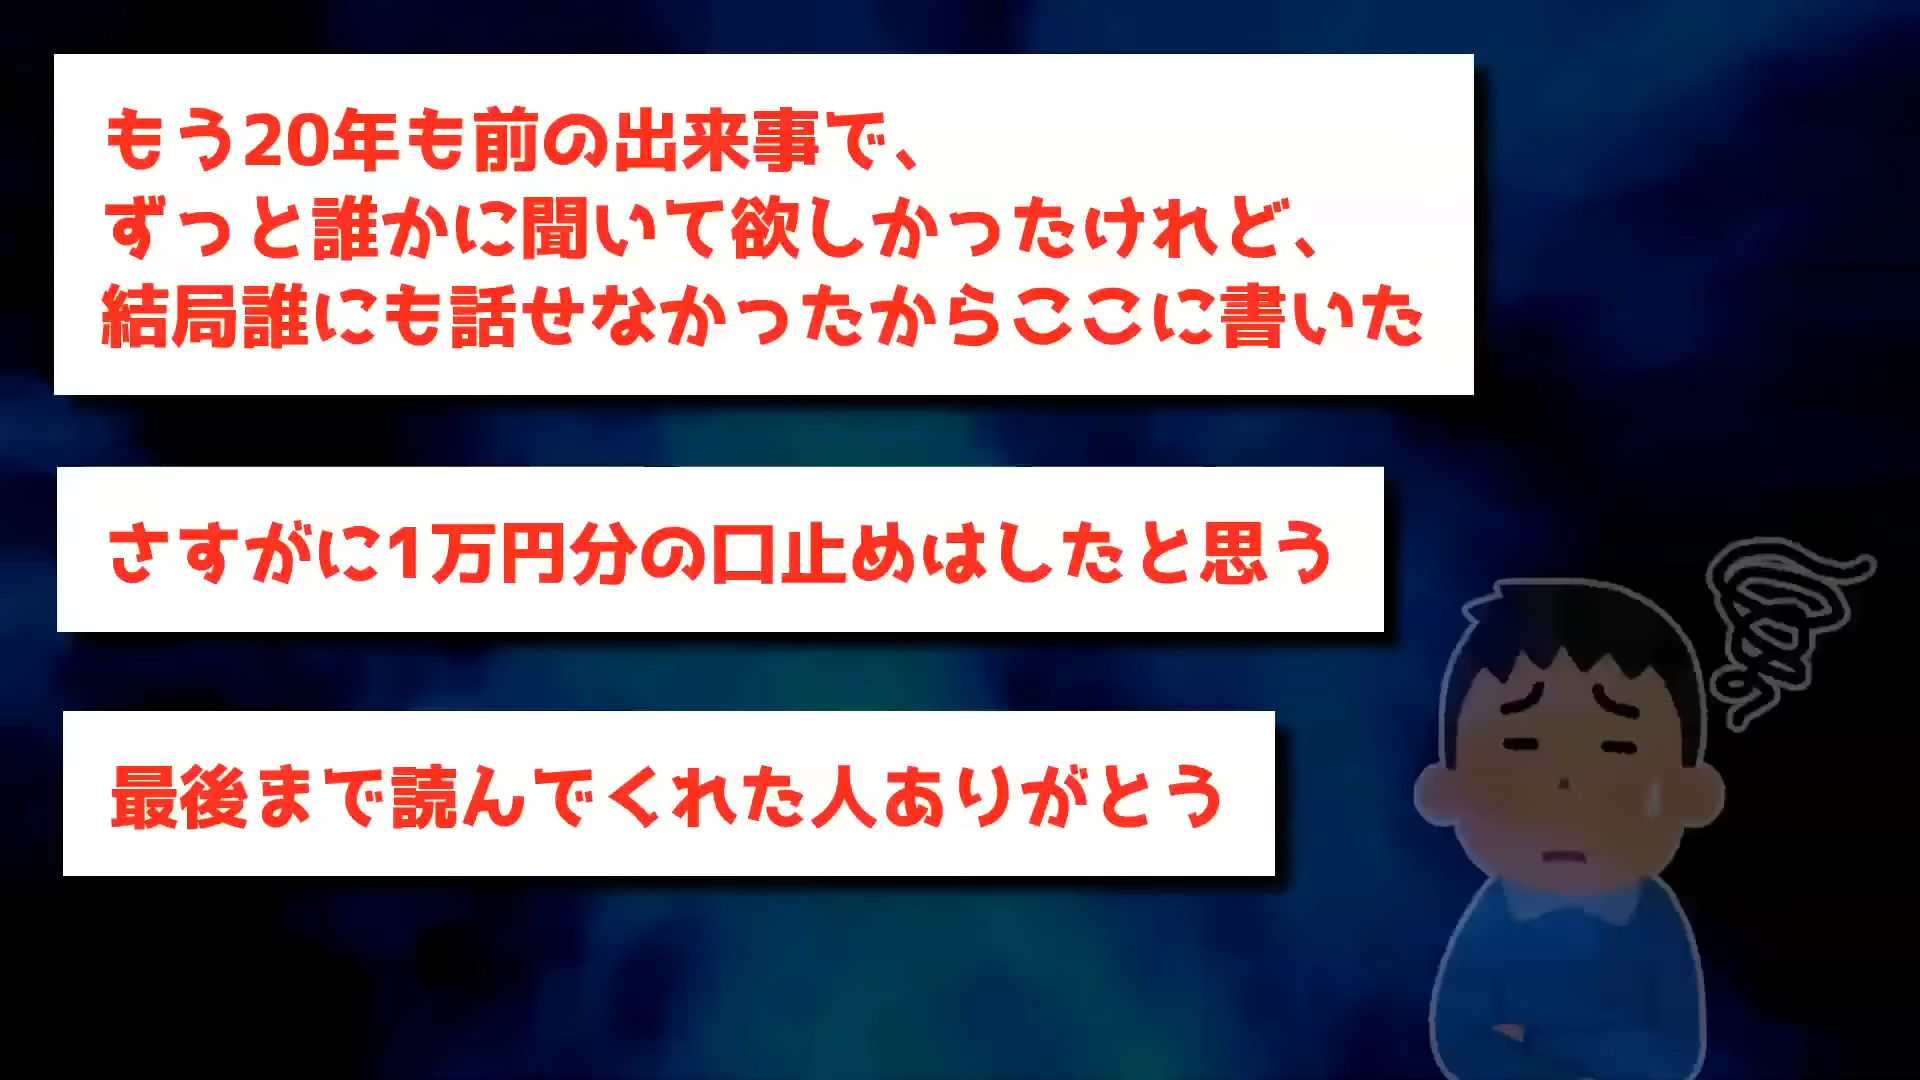 もう20年も前の出来事で、
ずっと誰かに聞いて欲しかったけれど、
結局誰にも話せなかったからここに書いた
さすがに1万円分の口止めはしたと思う
最後まで読んでくれた人ありがとう